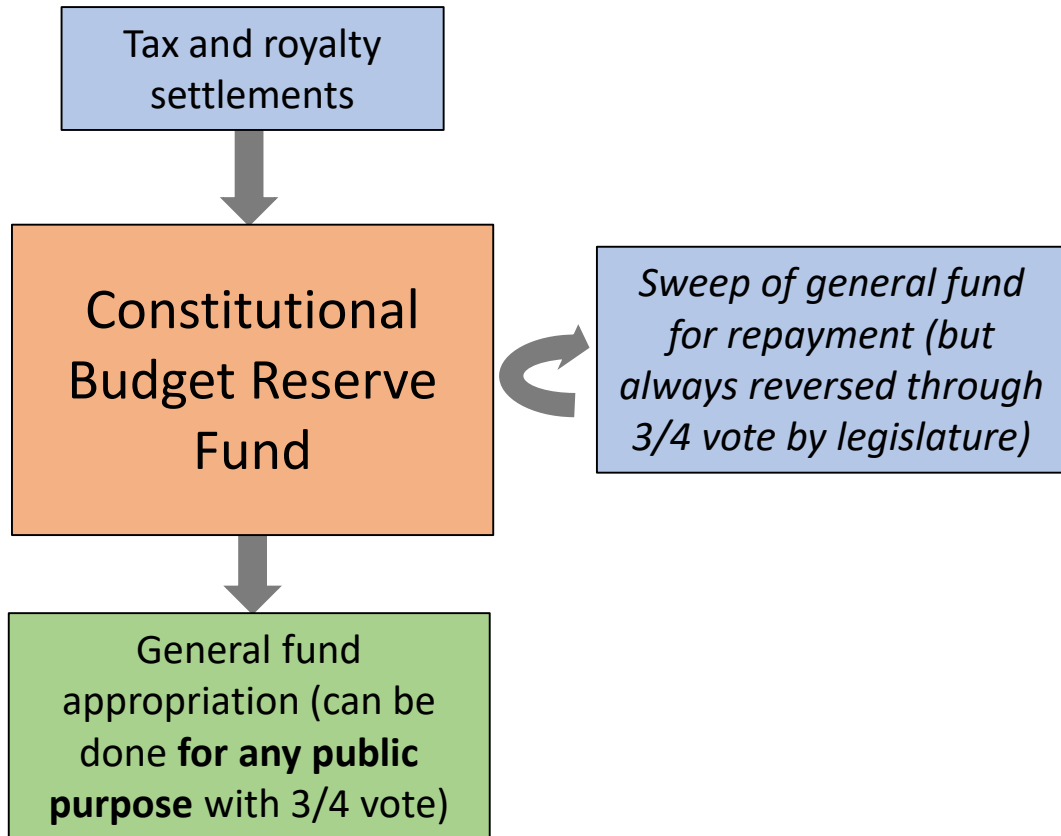 Tax and royalty
settlements
Constitutional
Budget Reserve
Fund
Sweep of general fund
for repayment (but
always reversed through
3/4 vote by legislature)
General fund
appropriation (can be
done for any public
purpose with 3/4 vote)